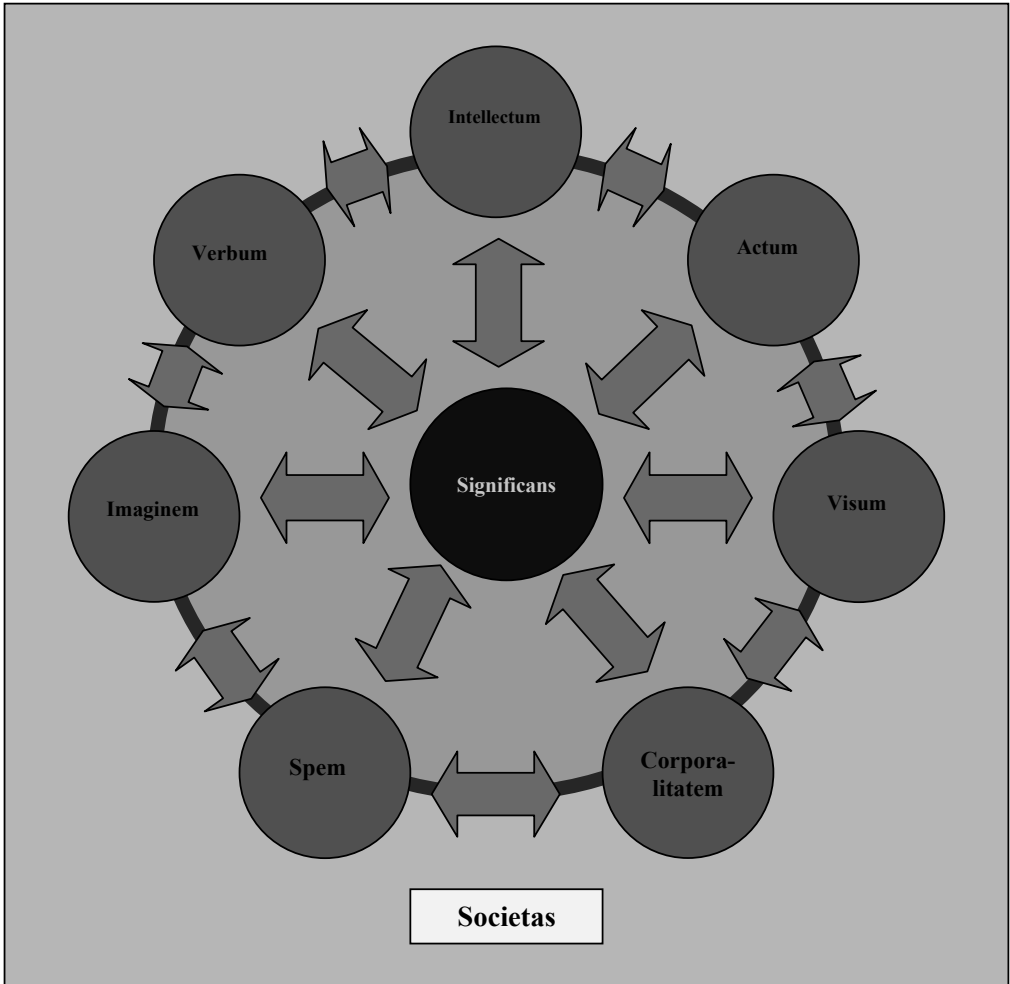 Intellectum
Verbum
Actum
Imaginem
Significans
Visum
Spem
Corpora-
litatem
Societas